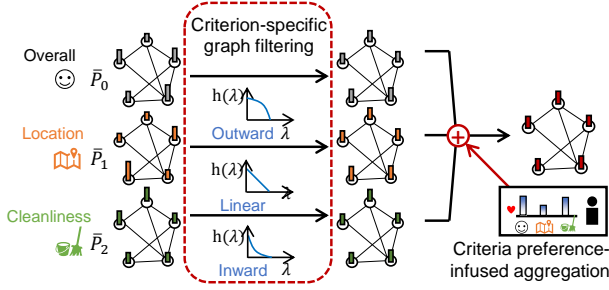 Criterion-specific
graph filtering
Overall
P̄₀
h(λ)
λ
Outward
Location
P̄₁
h(λ)
λ
Linear
Cleanliness
P̄₂
h(λ)
λ
Inward
Criteria preference-
infused aggregation